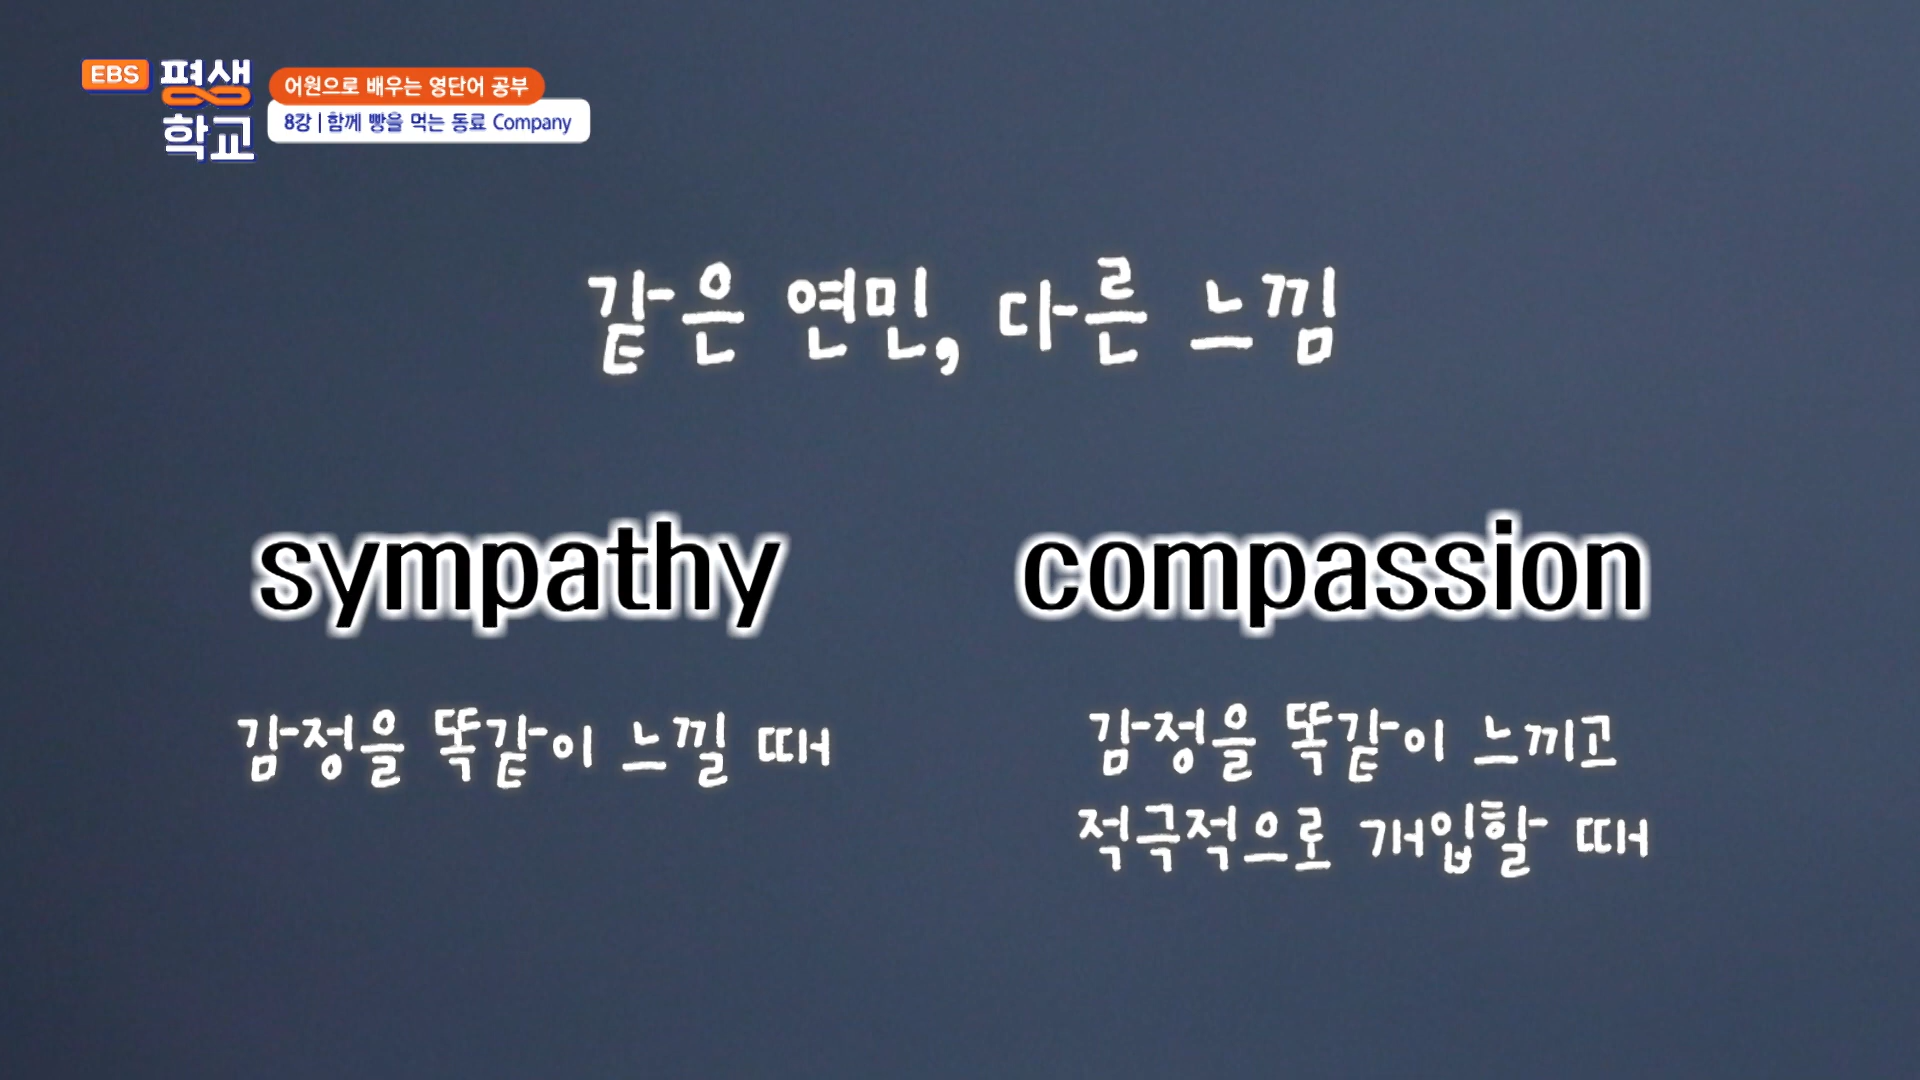 EBS 평생학교
어원으로 배우는 영단어 공부
8강 | 함께 빵을 먹는 동료 Company
같은 연민, 다른 느낌
sympathy
감정을 똑같이 느낄 때
compassion
감정을 똑같이 느끼고
적극적으로 개입할 때